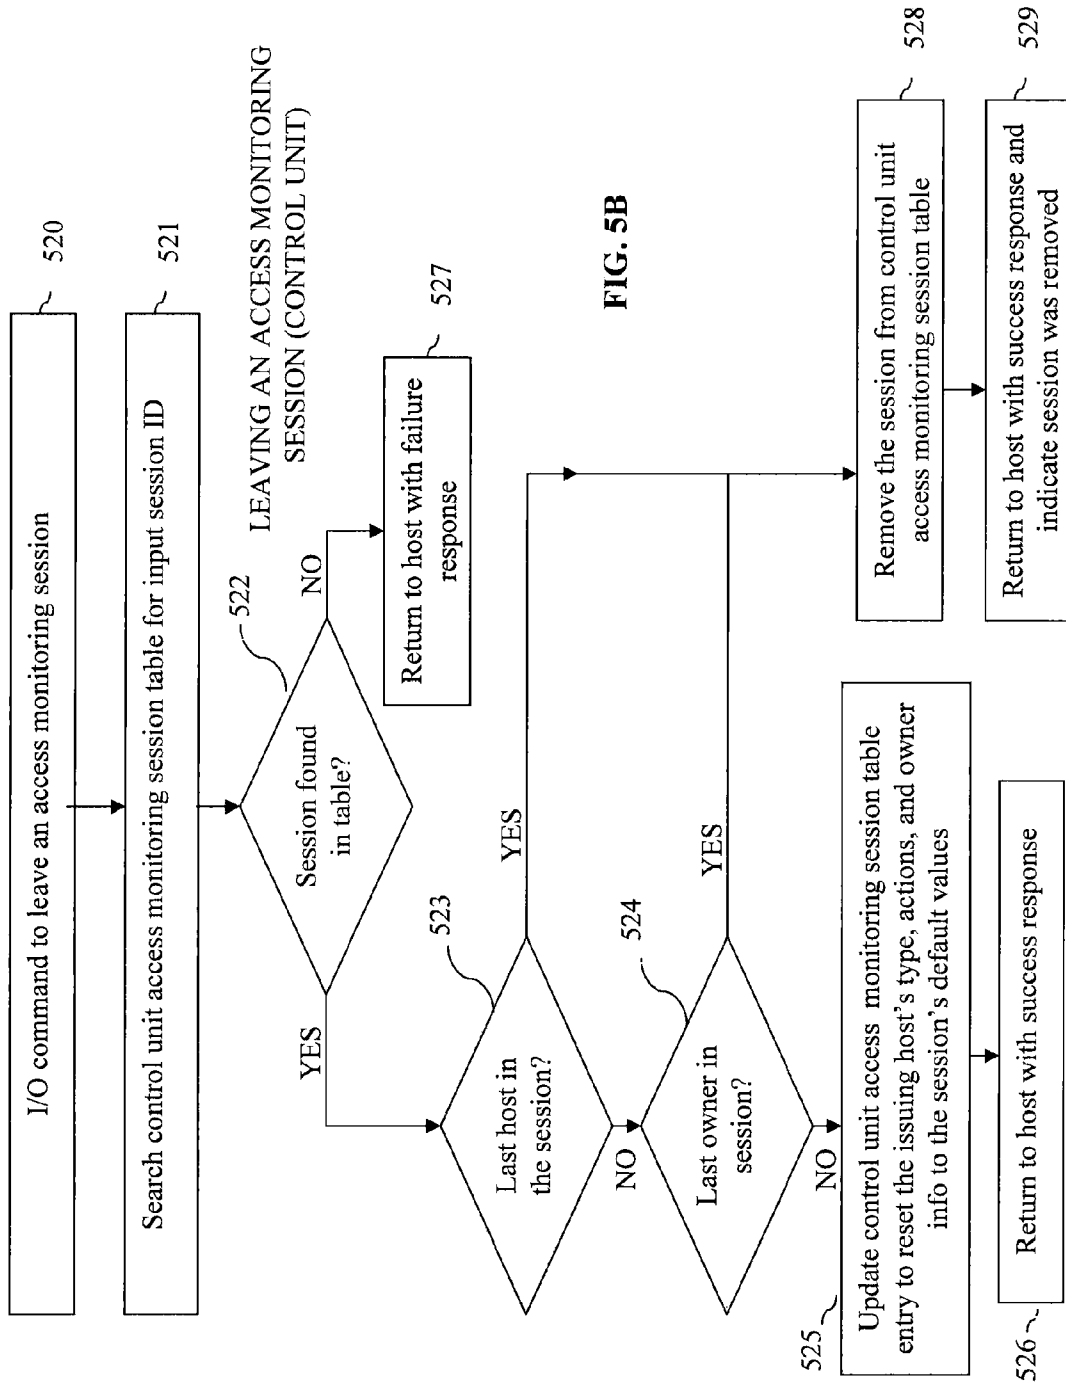 I/O command to leave an access monitoring session
520
Search control unit access monitoring session table for input session ID
521
LEAVING AN ACCESS MONITORING
SESSION (CONTROL UNIT)
522
Session found
in table?
NO
YES
527
Return to host with failure
response
523
Last host in
the session?
YES
NO
FIG. 5B
524
Last owner in
session?
YES
NO
525
Update control unit access monitoring session table
entry to reset the issuing host's type, actions, and owner
info to the session's default values
526
Return to host with success response
528
Remove the session from control unit
access monitoring session table
529
Return to host with success response and
indicate session was removed